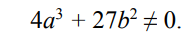 4a³ + 27b² ≠ 0.